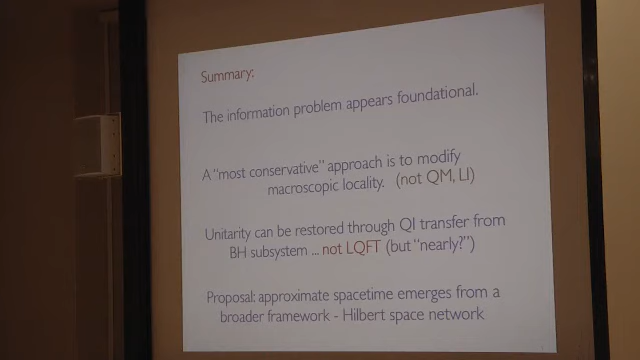 Summary:
The information problem appears foundational.
A "most conservative" approach is to modify
macroscopic locality. (not QM, LI)
Unitarity can be restored through QI transfer from
BH subsystem ... not LQFT (but "nearly?")
Proposal: approximate spacetime emerges from a
broader framework - Hilbert space network